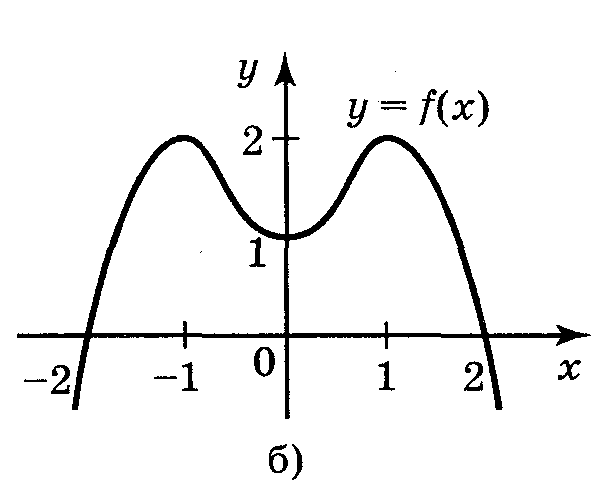 y
y = f(x)
2
1
-2
-1
0
1
2
x
б)